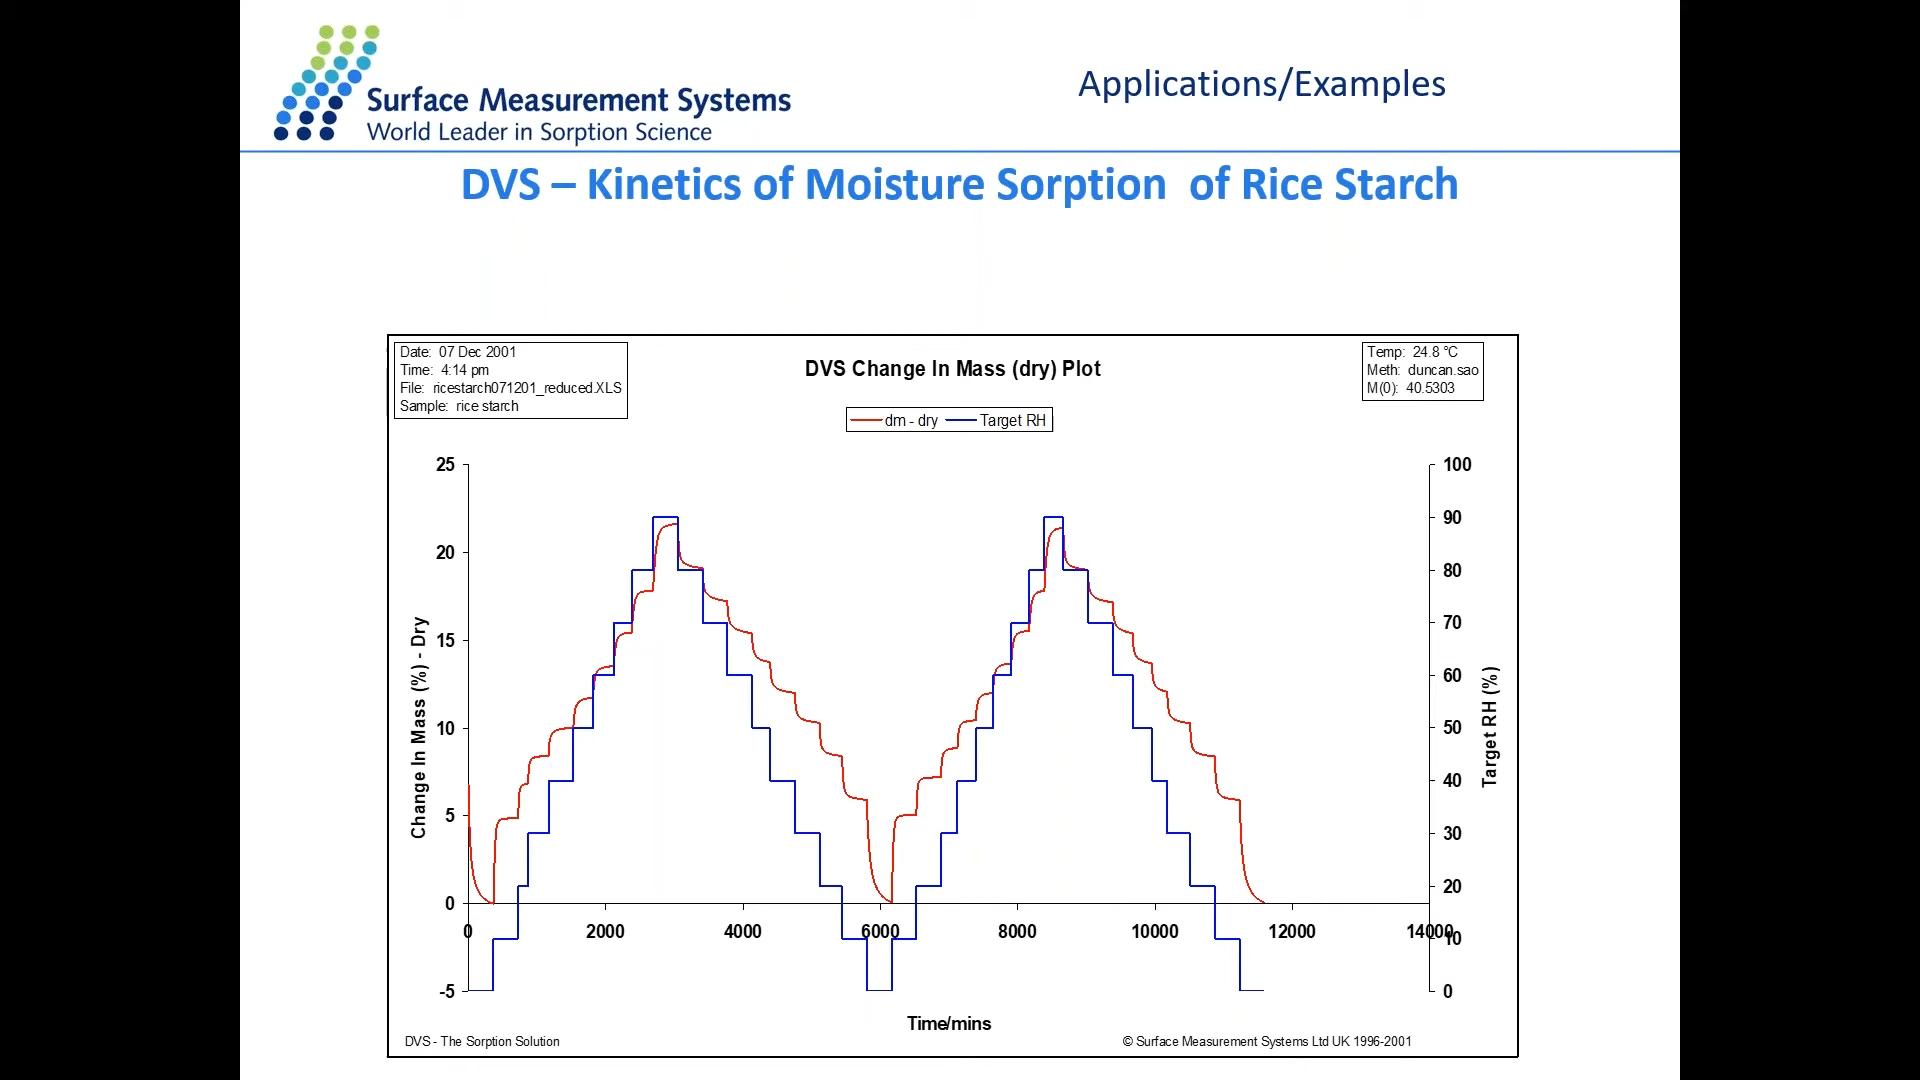 Surface Measurement Systems
World Leader in Sorption Science
Applications/Examples
DVS – Kinetics of Moisture Sorption of Rice Starch
Date: 07 Dec 2001
Time: 4:14 pm
File: ricestarch071201_reduced.XLS
Sample: rice starch
DVS Change In Mass (dry) Plot
Temp: 24.8 °C
Meth: duncan.sao
M(0): 40.5303
dm - dry Target RH
Change In Mass (%) - Dry
25
20
15
10
5
0
-5
0 2000 4000 6000 8000 10000 12000 14000
100
90
80
70
60
50
40
30
20
10
0
Target RH (%)
Time/mins
DVS - The Sorption Solution
© Surface Measurement Systems Ltd UK 1996-2001